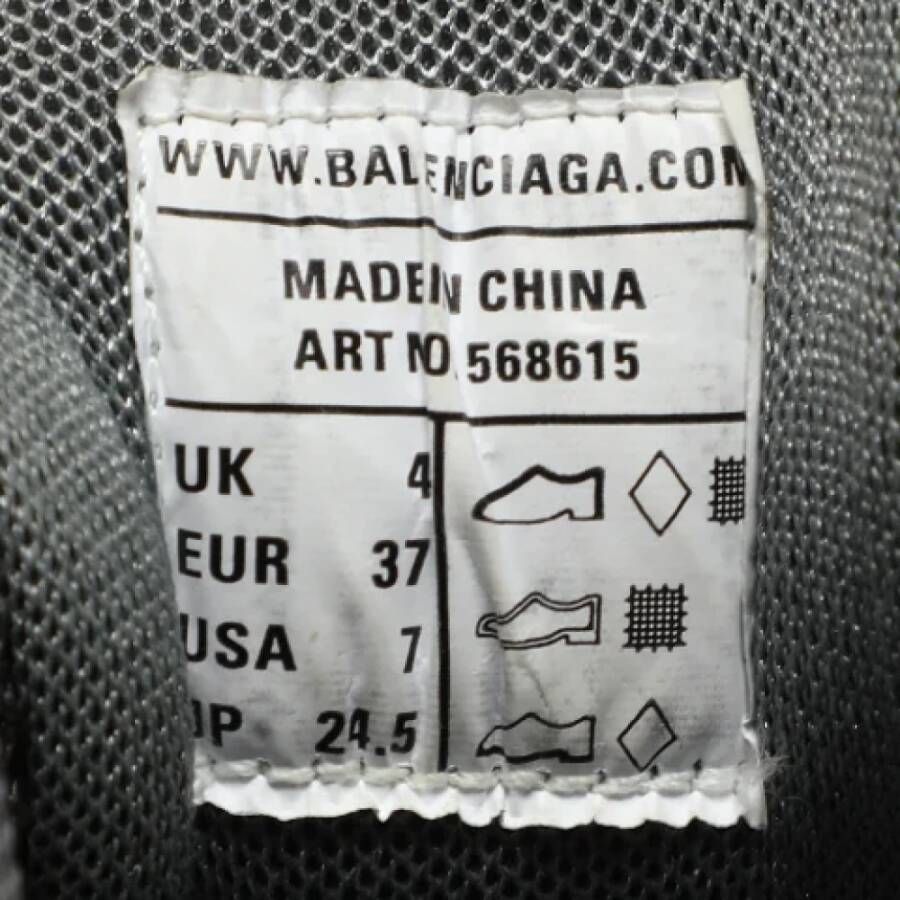 WWW.BALENCIAGA.COM
MADE IN CHINA
ART NO.568615
UK 4
EUR 37
USA 7
JP 24.5